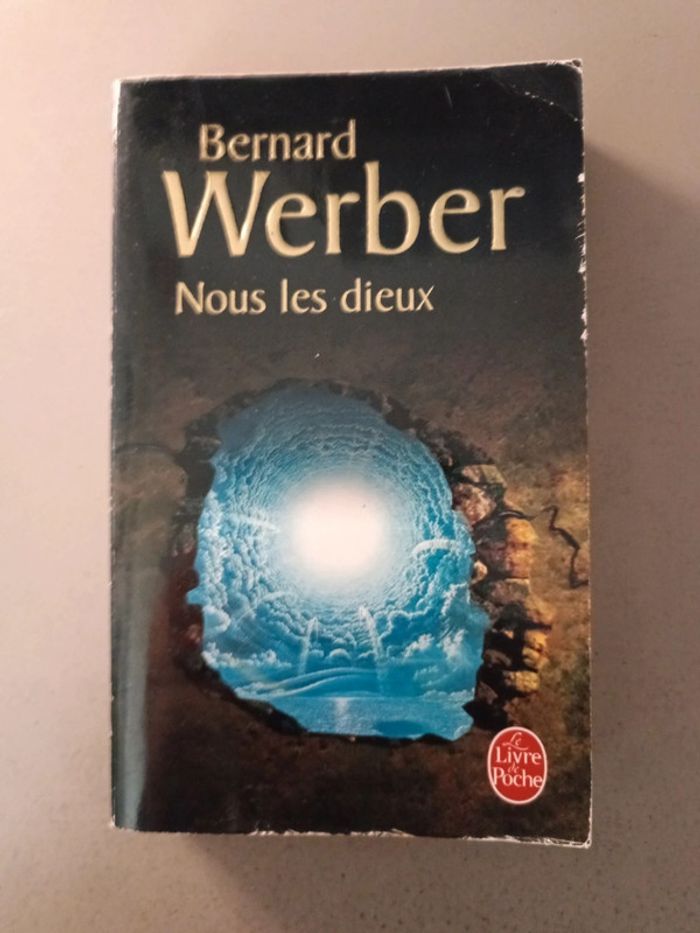 Bernard
Werber
Nous les dieux
Le
Livre
de
Poche